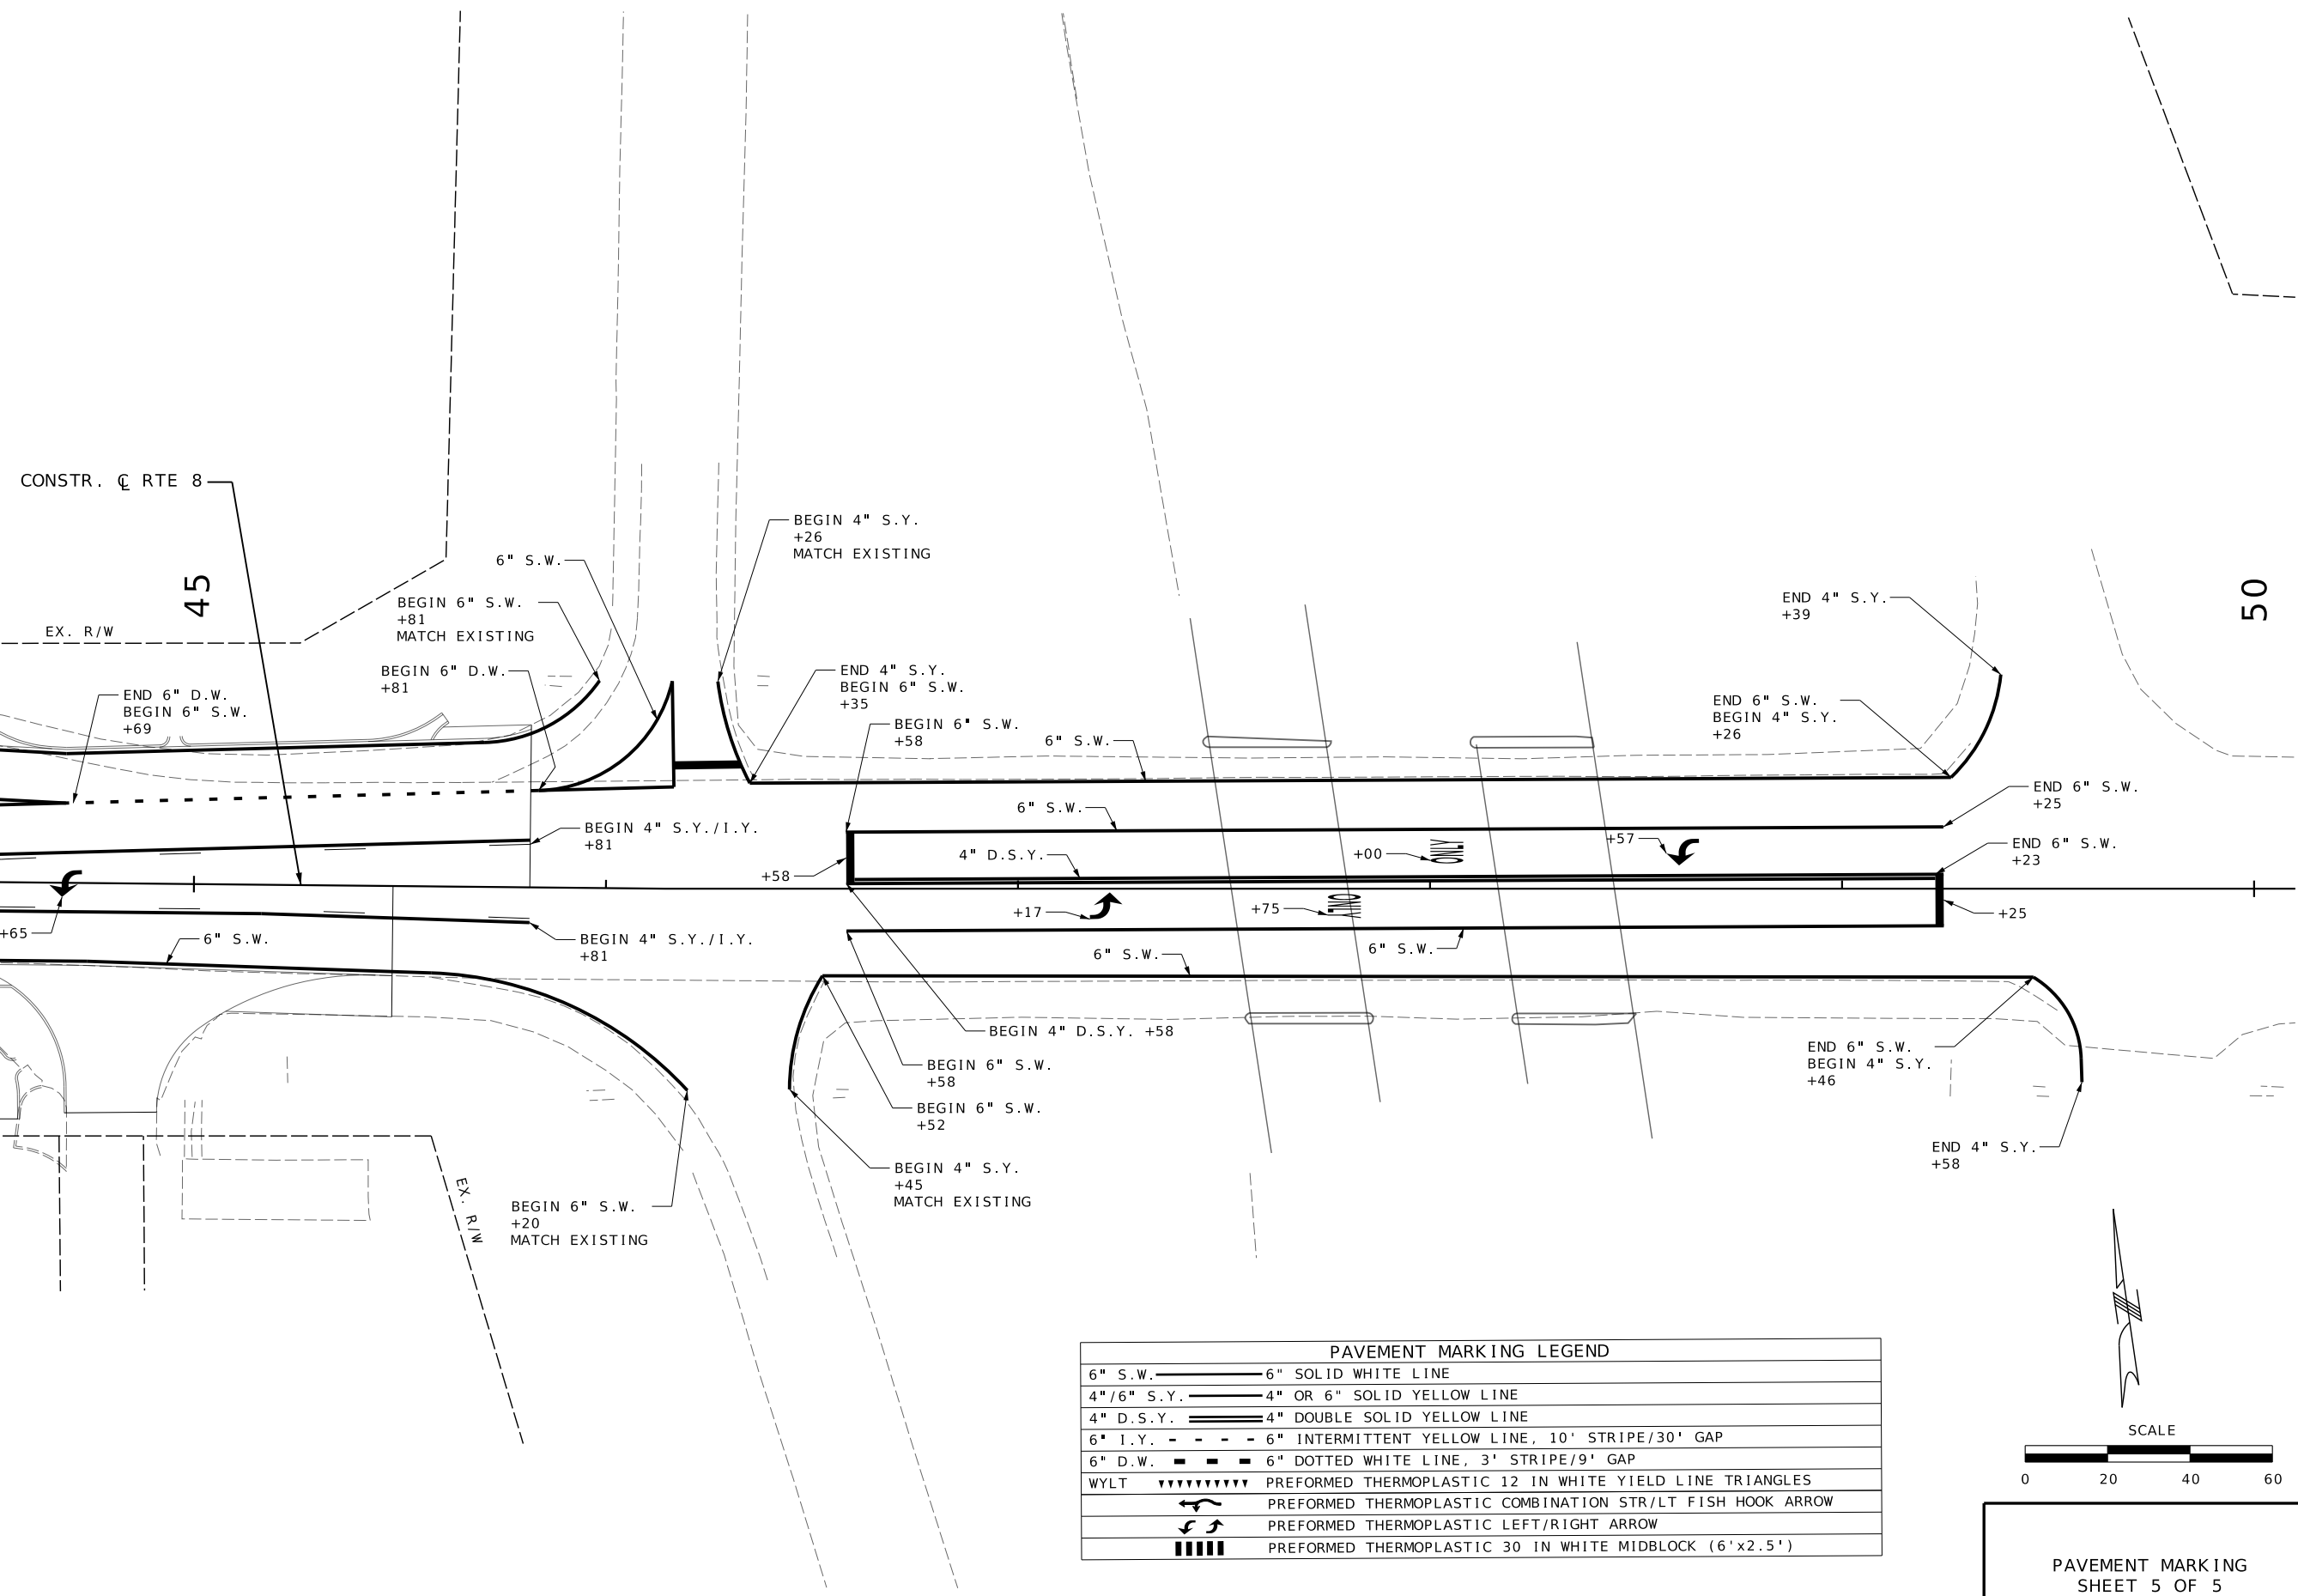 CONSTR. ℄ RTE 8
45
50
EX. R/W
6" S.W.
BEGIN 6" S.W.
+81
MATCH EXISTING
BEGIN 6" D.W.
+81
END 6" D.W.
BEGIN 6" S.W.
+69
BEGIN 4" S.Y.
+26
MATCH EXISTING
END 4" S.Y.
BEGIN 6" S.W.
+35
BEGIN 6" S.W.
+58
6" S.W.
END 4" S.Y.
+39
END 6" S.W.
BEGIN 4" S.Y.
+26
END 6" S.W.
+25
6" S.W.
BEGIN 4" S.Y./I.Y.
+81
4" D.S.Y.
+58
+00
+57
END 6" S.W.
+23
+65
6" S.W.
+17
+75
+25
BEGIN 4" S.Y./I.Y.
+81
6" S.W.
6" S.W.
BEGIN 4" D.S.Y. +58
BEGIN 6" S.W.
+58
BEGIN 6" S.W.
+52
END 6" S.W.
BEGIN 4" S.Y.
+46
END 4" S.Y.
+58
BEGIN 4" S.Y.
+45
MATCH EXISTING
EX. R/W
BEGIN 6" S.W.
+20
MATCH EXISTING
PAVEMENT MARKING LEGEND
6" S.W. 6" SOLID WHITE LINE
4"/6" S.Y. 4" OR 6" SOLID YELLOW LINE
4" D.S.Y. 4" DOUBLE SOLID YELLOW LINE
6" I.Y. 6" INTERMITTENT YELLOW LINE, 10' STRIPE/30' GAP
6" D.W. 6" DOTTED WHITE LINE, 3' STRIPE/9' GAP
WYLT PREFORMED THERMOPLASTIC 12 IN WHITE YIELD LINE TRIANGLES
PREFORMED THERMOPLASTIC COMBINATION STR/LT FISH HOOK ARROW
PREFORMED THERMOPLASTIC LEFT/RIGHT ARROW
PREFORMED THERMOPLASTIC 30 IN WHITE MIDBLOCK (6'x2.5')
SCALE
0 20 40 60
PAVEMENT MARKING
SHEET 5 OF 5